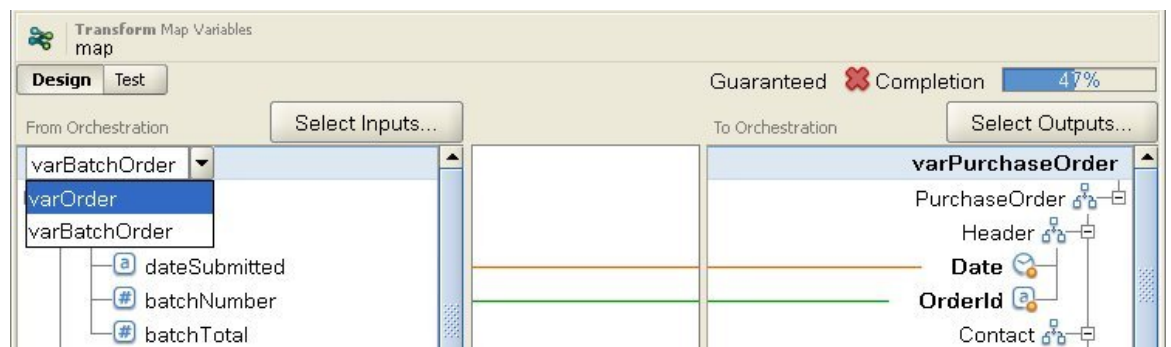 Transform Map Variables
map
Design Test
Guaranteed Completion 47%
From Orchestration Select Inputs...
To Orchestration Select Outputs...
varBatchOrder
varPurchaseOrder
varOrder
PurchaseOrder
varBatchOrder
Header
a dateSubmitted
Date
# batchNumber
OrderId a
# batchTotal
Contact